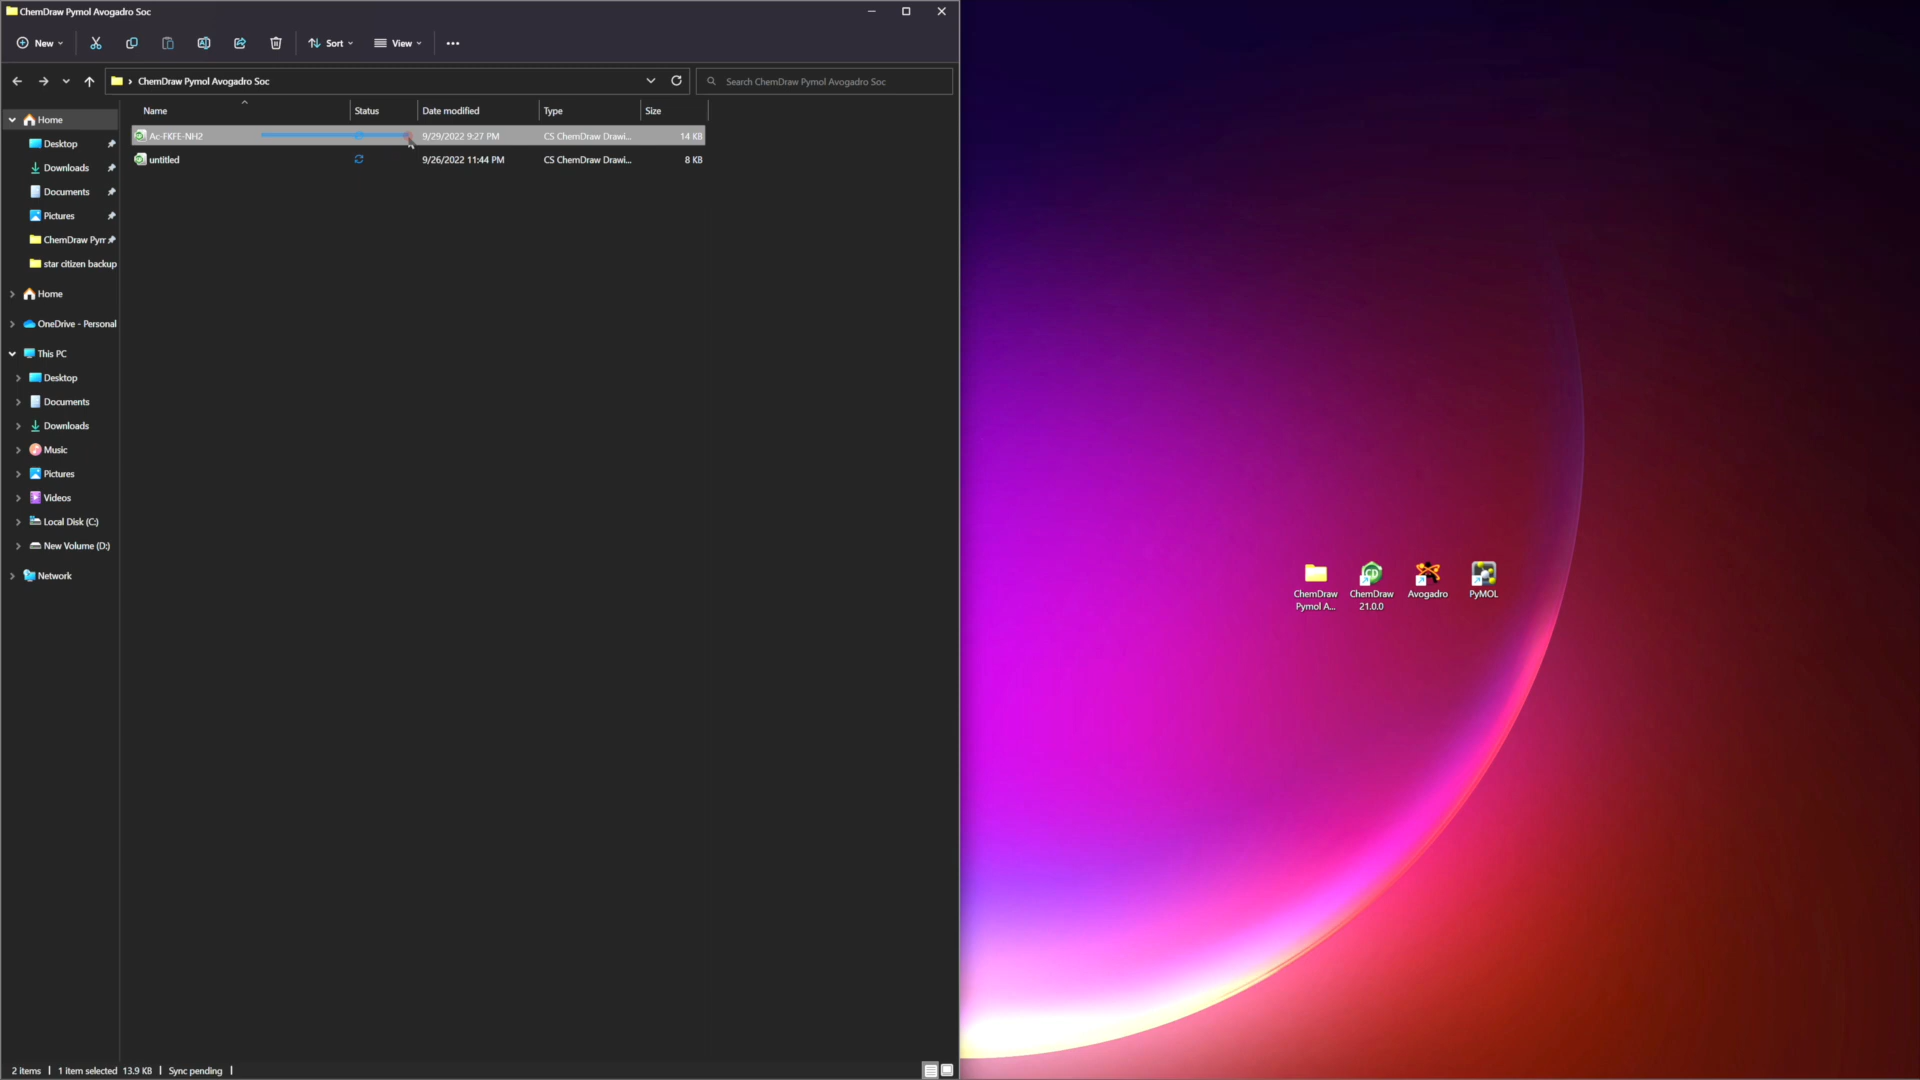 ChemDraw Pymol Avogadro Soc
New
Sort
View
ChemDraw Pymol Avogadro Soc
Search ChemDraw Pymol Avogadro Soc
Name Status Date modified Type Size
Ac-FKFE-NH2 9/29/2022 9:27 PM CS ChemDraw Drawi... 14 KB
untitled 9/26/2022 11:44 PM CS ChemDraw Drawi... 8 KB
Home
Desktop
Downloads
Documents
Pictures
ChemDraw Pyrr
star citizen backup
Home
OneDrive - Personal
This PC
Desktop
Documents
Downloads
Music
Pictures
Videos
Local Disk (C:)
New Volume (D:)
Network
ChemDraw
Pymol A...
ChemDraw
21.0.0
Avogadro
PyMOL
2 items 1 item selected 13.9 KB Sync pending